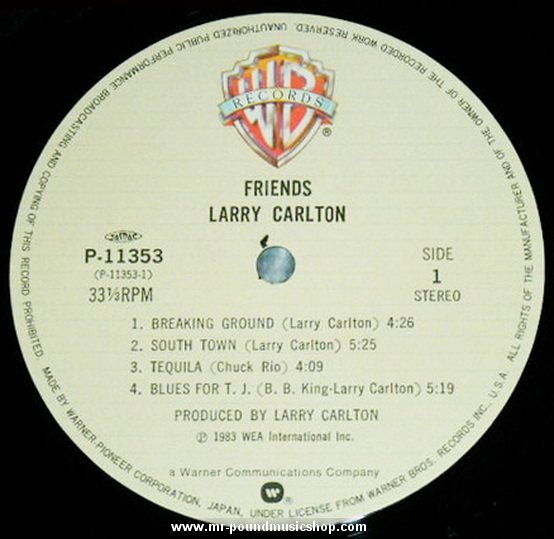 UNAUTHORIZED PUBLIC PERFORMANCE BROADCASTING AND COPYING OF THIS RECORD PROHIBITED.
ALL RIGHTS OF THE MANUFACTURER AND OF THE OWNER OF THE RECORDED WORK RESERVED.
WB
RECORDS
®
FRIENDS
LARRY CARLTON
JASRAC
P-11353
(P-11353-1)
33⅓RPM
SIDE
1
STEREO
1. BREAKING GROUND (Larry Carlton) 4:26
2. SOUTH TOWN (Larry Carlton) 5:25
3. TEQUILA (Chuck Rio) 4:09
4. BLUES FOR T. J. (B. B. King-Larry Carlton) 5:19
PRODUCED BY LARRY CARLTON
Ⓟ 1983 WEA International Inc.
a Warner Communications Company
®
MADE BY WARNER-PIONEER CORPORATION, JAPAN, UNDER LICENSE FROM WARNER BROS. RECORDS INC., U.S.A.
www.mr-poundmusicshop.com